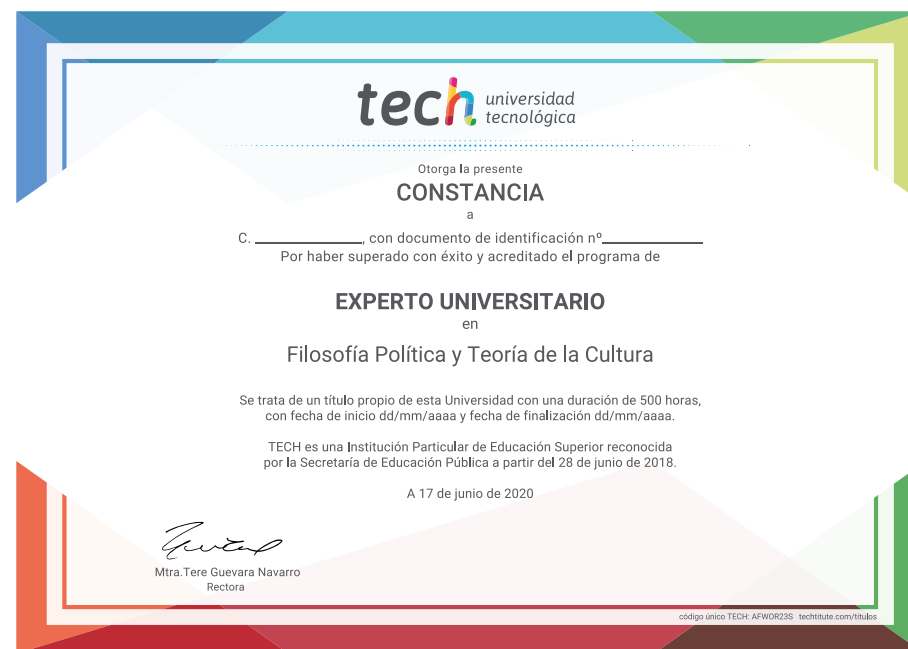 tech universidad
tecnológica
Otorga la presente
CONSTANCIA
a
C. ____________, con documento de identificación nº____________
Por haber superado con éxito y acreditado el programa de
EXPERTO UNIVERSITARIO
en
Filosofía Política y Teoría de la Cultura
Se trata de un título propio de esta Universidad con una duración de 500 horas,
con fecha de inicio dd/mm/aaaa y fecha de finalización dd/mm/aaaa.
TECH es una Institución Particular de Educación Superior reconocida
por la Secretaría de Educación Pública a partir del 28 de junio de 2018.
A 17 de junio de 2020
Mtra.Tere Guevara Navarro
Rectora
código único TECH: AFWOR23S techtitute.com/titulos